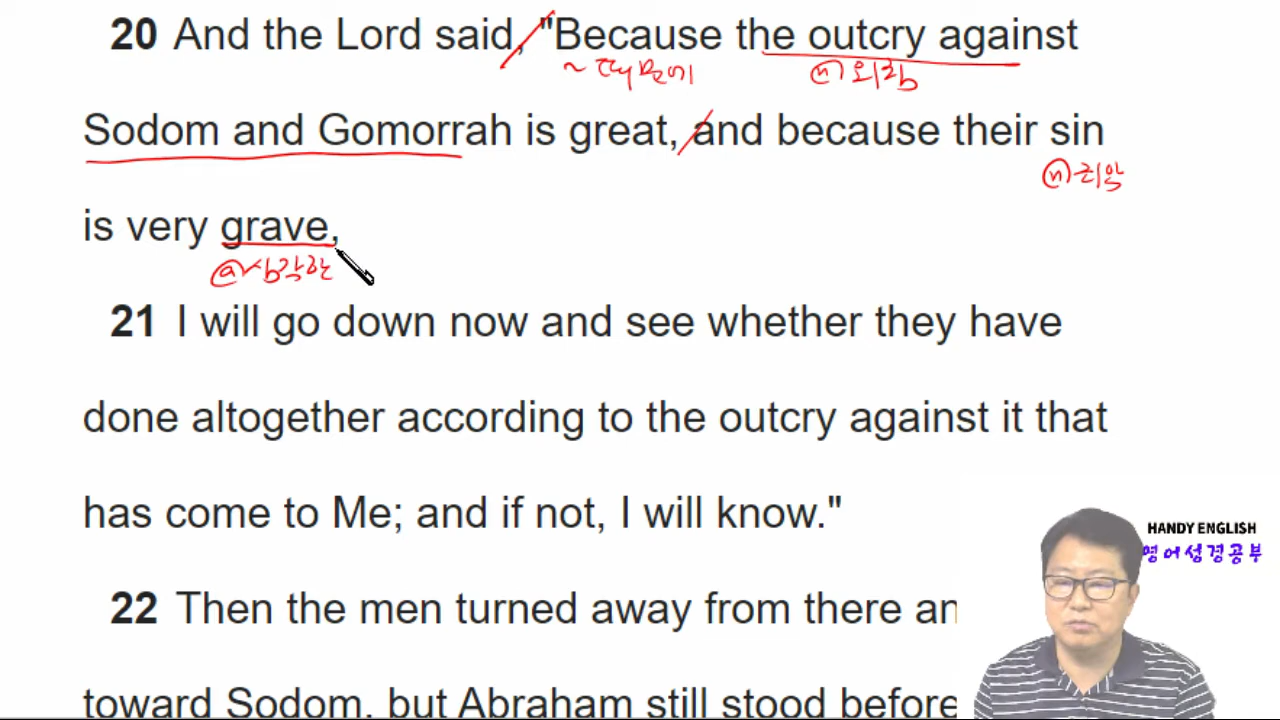 20 And the Lord said, "Because the outcry against
~ 때문에 ⓝ 외침
Sodom and Gomorrah is great, and because their sin
ⓝ 죄악
is very grave,
ⓐ 심각한
21 I will go down now and see whether they have
done altogether according to the outcry against it that
has come to Me; and if not, I will know."
HANDY ENGLISH
영어성경공부
22 Then the men turned away from there an
toward Sodom, but Abraham still stood before